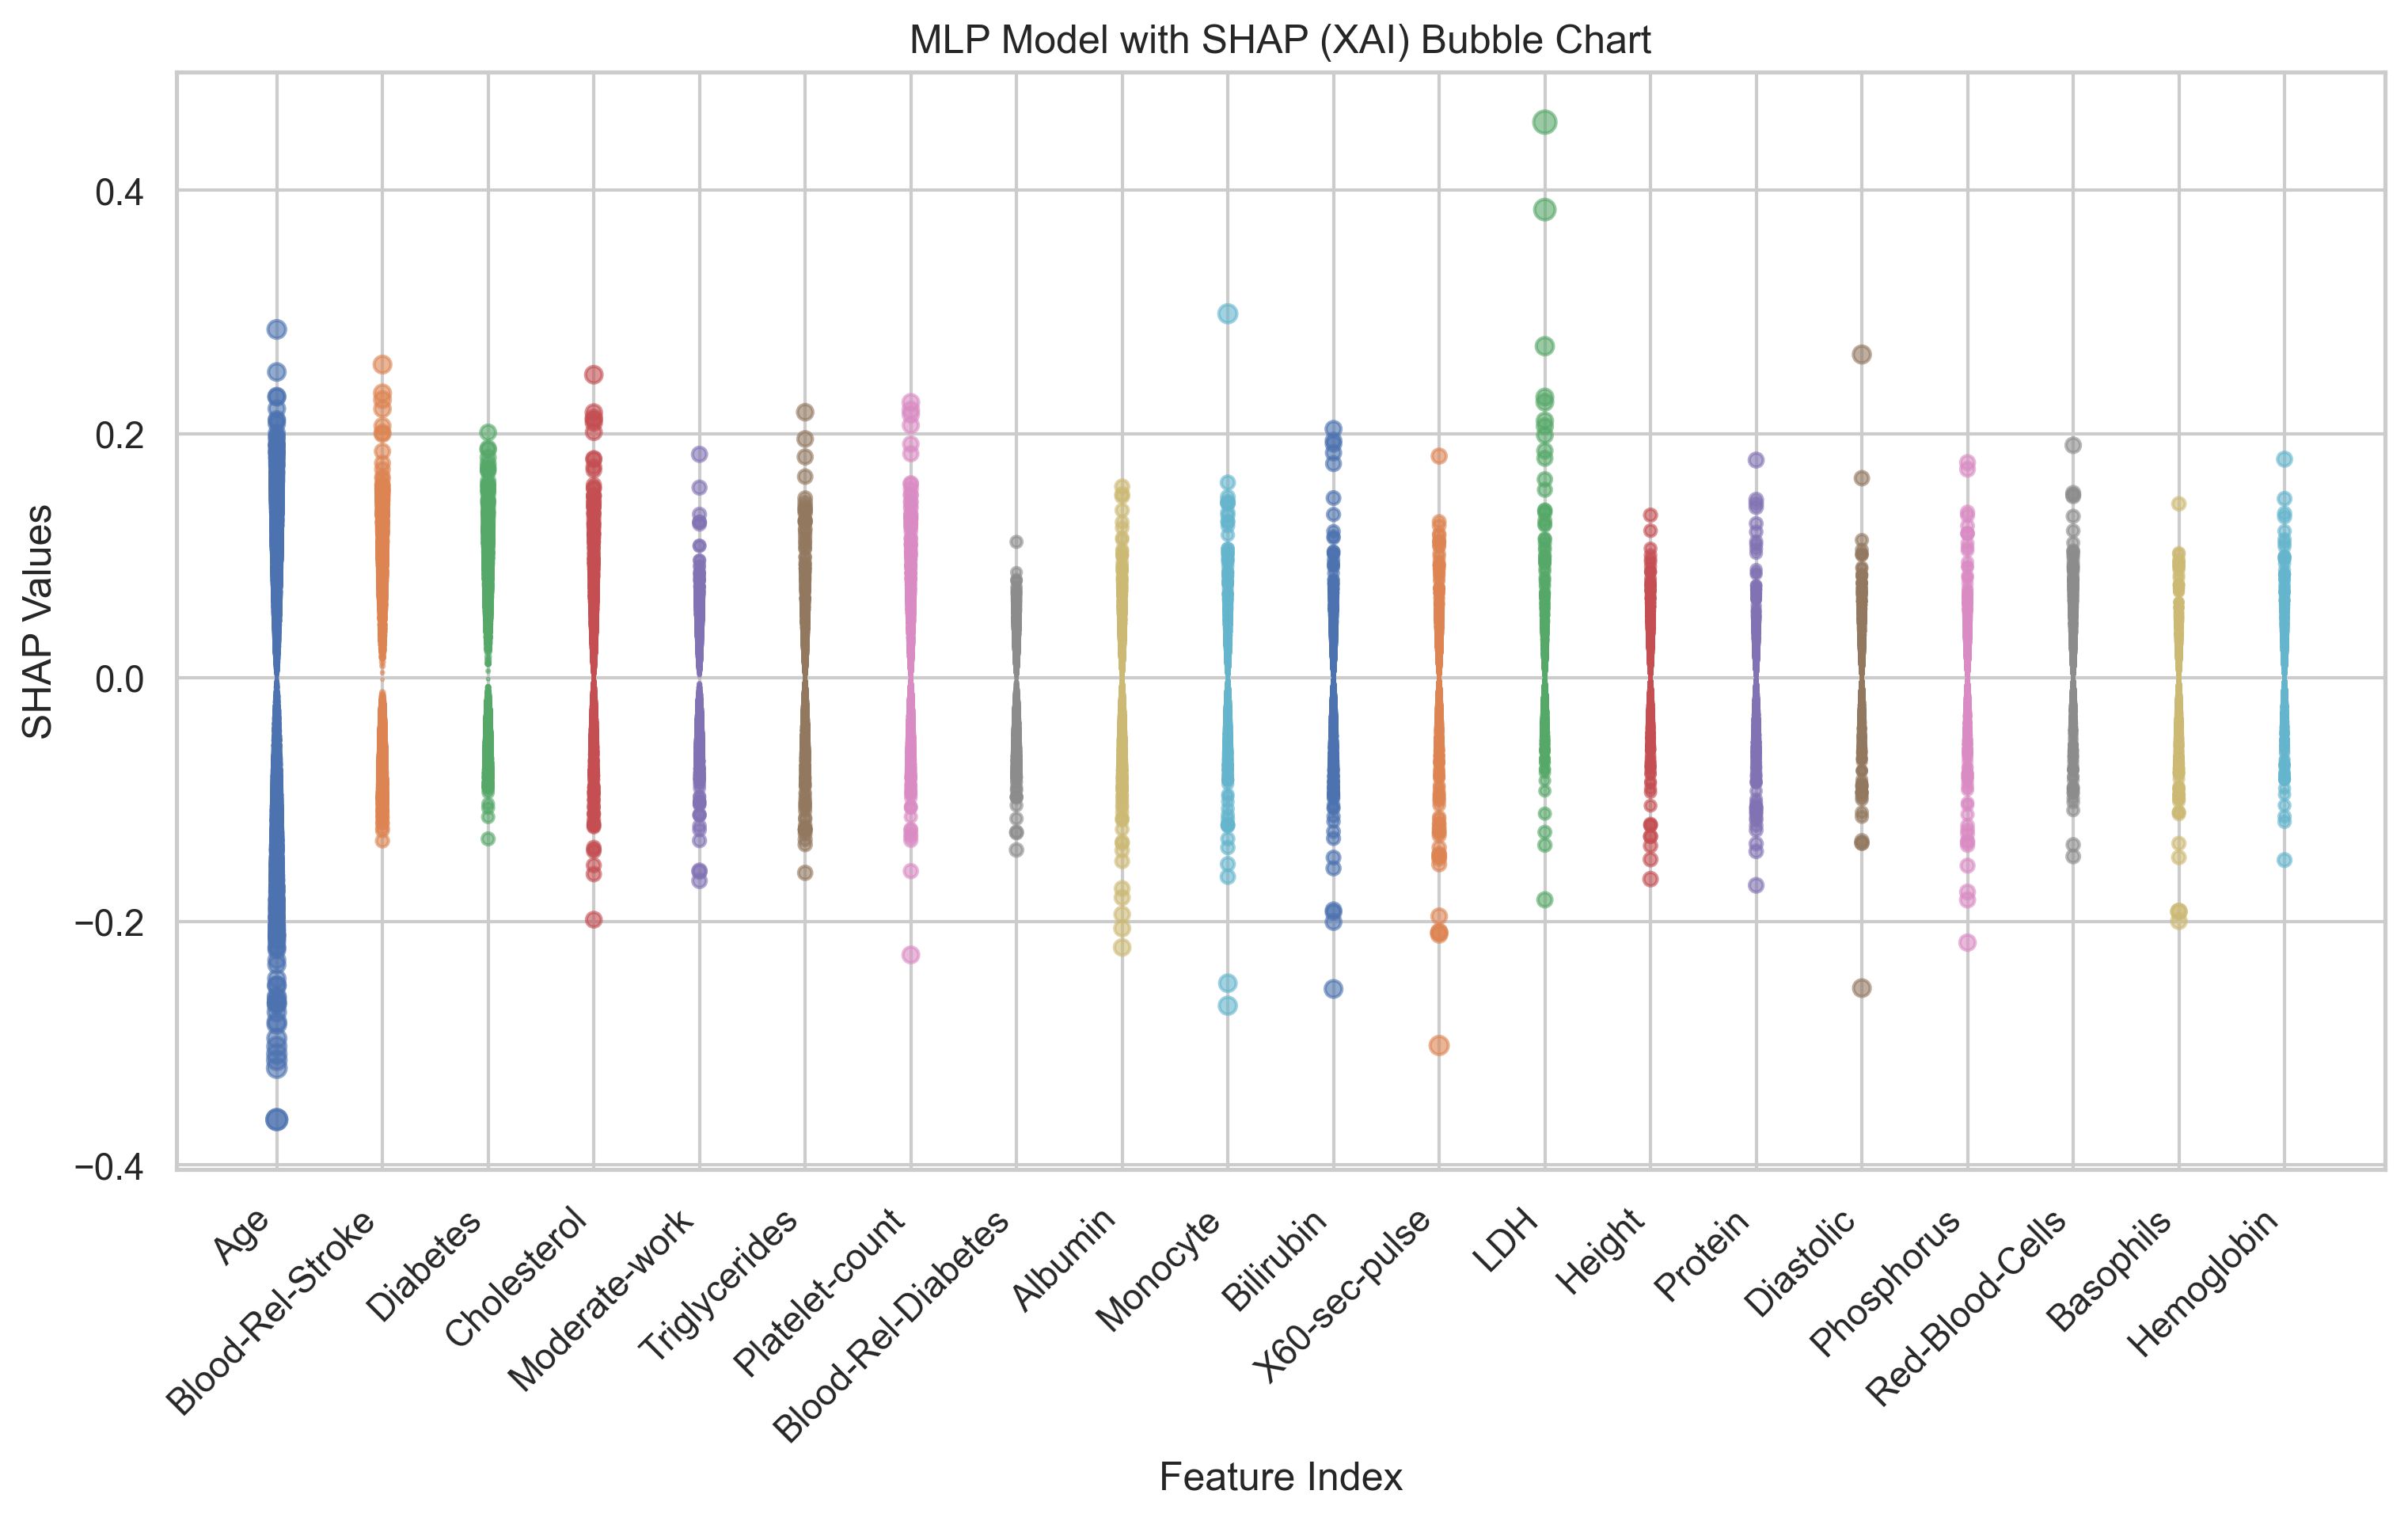 MLP Model with SHAP (XAI) Bubble Chart
SHAP Values
0.4
0.2
0.0
−0.2
−0.4
Age
Blood-Rel-Stroke
Diabetes
Cholesterol
Moderate-work
Triglycerides
Platelet-count
Blood-Rel-Diabetes
Albumin
Monocyte
Bilirubin
X60-sec-pulse
LDH
Height
Protein
Diastolic
Phosphorus
Red-Blood-Cells
Basophils
Hemoglobin
Feature Index